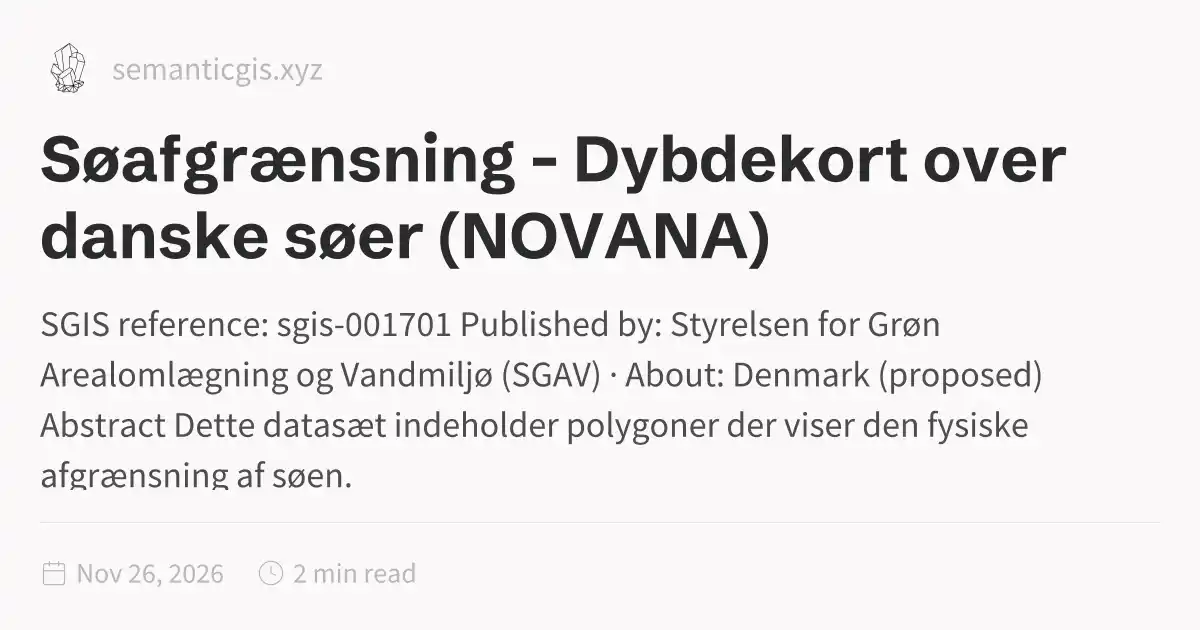 semanticgis.xyz
Søafgrænsning - Dybdekort over
danske søer (NOVANA)
SGIS reference: sgis-001701 Published by: Styrelsen for Grøn
Arealomlægning og Vandmiljø (SGAV) · About: Denmark (proposed)
Abstract Dette datasæt indeholder polygoner der viser den fysiske
afgrænsning af søen.
Nov 26, 2026 2 min read